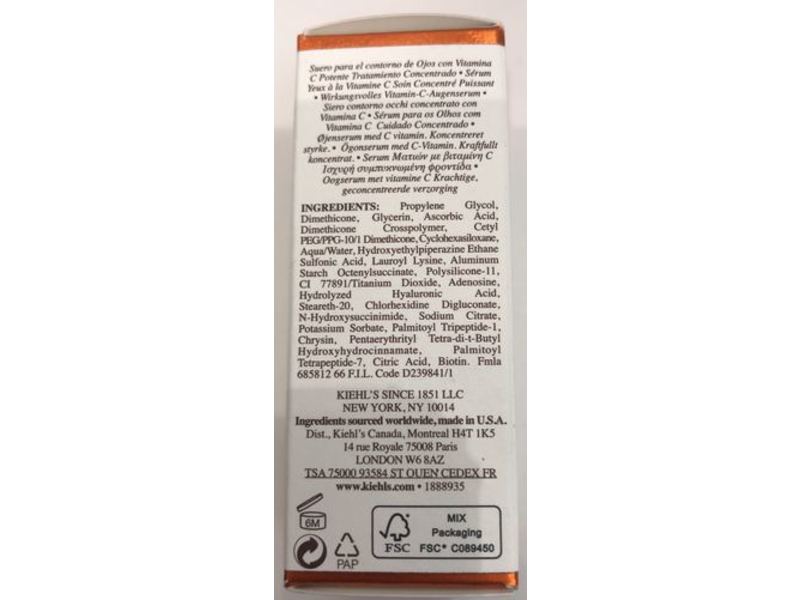 Suero para el contorno de Ojos con Vitamina
C Potente Tratamiento Concentrado • Sérum
Yeux à la Vitamine C Soin Concentré Puissant
• Wirkungsvolles Vitamin-C-Augenserum •
Siero contorno occhi concentrato con
Vitamina C • Sérum para os Olhos com
Vitamina C Cuidado Concentrado •
Øjenserum med C vitamin. Koncentreret
styrke. • Ögonserum med C-Vitamin. Kraftfullt
koncentrat. • Serum Ματιών με βιταμίνη C
Ισχυρή συμπυκνωμένη φροντίδα •
Oogserum met vitamine C Krachtige,
geconcentreerde verzorging
INGREDIENTS: Propylene Glycol,
Dimethicone, Glycerin, Ascorbic Acid,
Dimethicone Crosspolymer, Cetyl
PEG/PPG-10/1 Dimethicone, Cyclohexasiloxane,
Aqua/Water, Hydroxyethylpiperazine Ethane
Sulfonic Acid, Lauroyl Lysine, Aluminum
Starch Octenylsuccinate, Polysilicone-11,
CI 77891/Titanium Dioxide, Adenosine,
Hydrolyzed Hyaluronic Acid,
Steareth-20, Chlorhexidine Digluconate,
N-Hydroxysuccinimide, Sodium Citrate,
Potassium Sorbate, Palmitoyl Tripeptide-1,
Chrysin, Pentaerythrityl Tetra-di-t-Butyl
Hydroxyhydrocinnamate, Palmitoyl
Tetrapeptide-7, Citric Acid, Biotin. Fmla
685812 66 F.I.L. Code D239841/1
KIEHL'S SINCE 1851 LLC
NEW YORK, NY 10014
Ingredients sourced worldwide, made in U.S.A.
Dist., Kiehl's Canada, Montreal H4T 1K5
14 rue Royale 75008 Paris
LONDON W6 8AZ
TSA 75000 93584 ST OUEN CEDEX FR
www.kiehls.com • 1888935
6M
PAP
FSC
MIX
Packaging
FSC® C089450